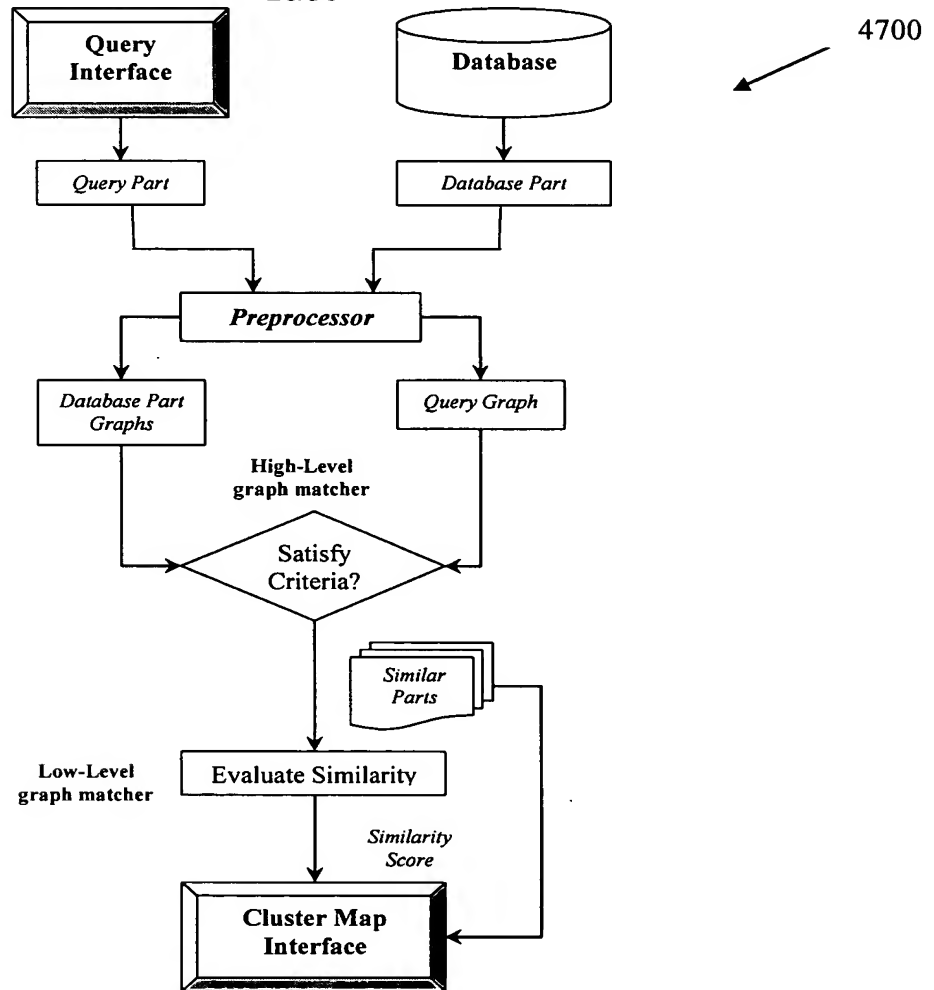 4700
Query
Interface
Database
Query Part
Database Part
Preprocessor
Database Part
Graphs
Query Graph
High-Level
graph matcher
Satisfy
Criteria?
Similar
Parts
Low-Level
graph matcher
Evaluate Similarity
Similarity
Score
Cluster Map
Interface